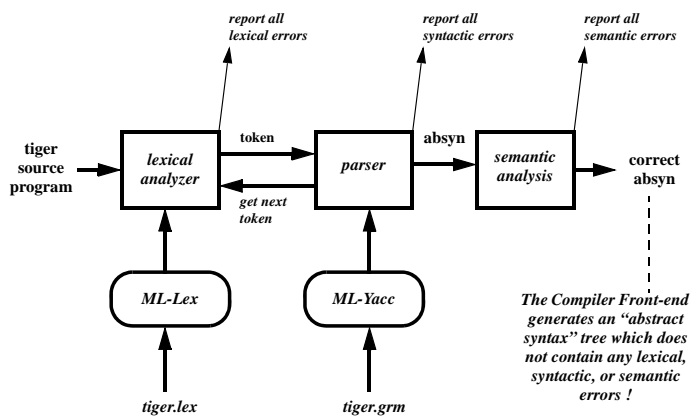 report all
lexical errors
report all
syntactic errors
report all
semantic errors
tiger
source
program
lexical
analyzer
token
get next
token
parser
absyn
semantic
analysis
correct
absyn
ML-Lex
ML-Yacc
The Compiler Front-end
generates an “abstract
syntax” tree which does
not contain any lexical,
syntactic, or semantic
errors !
tiger.lex
tiger.grm